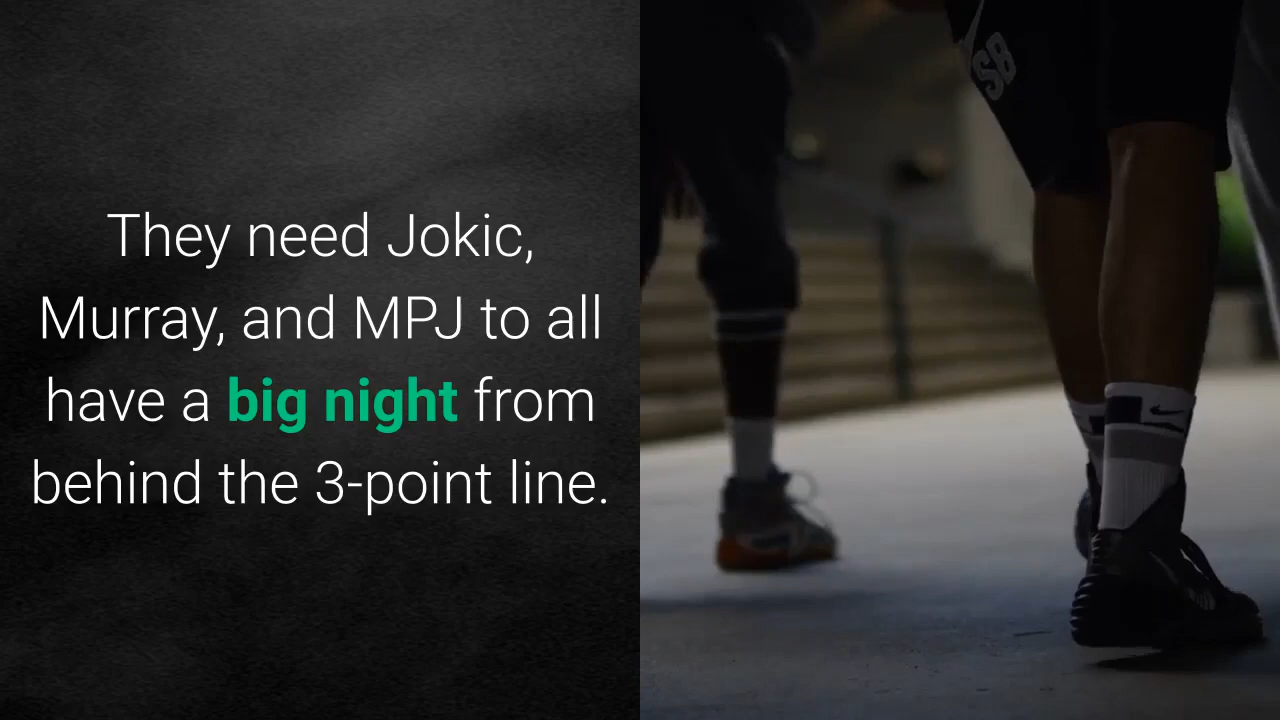 They need Jokic,
Murray, and MPJ to all
have a big night from
behind the 3-point line.
SB